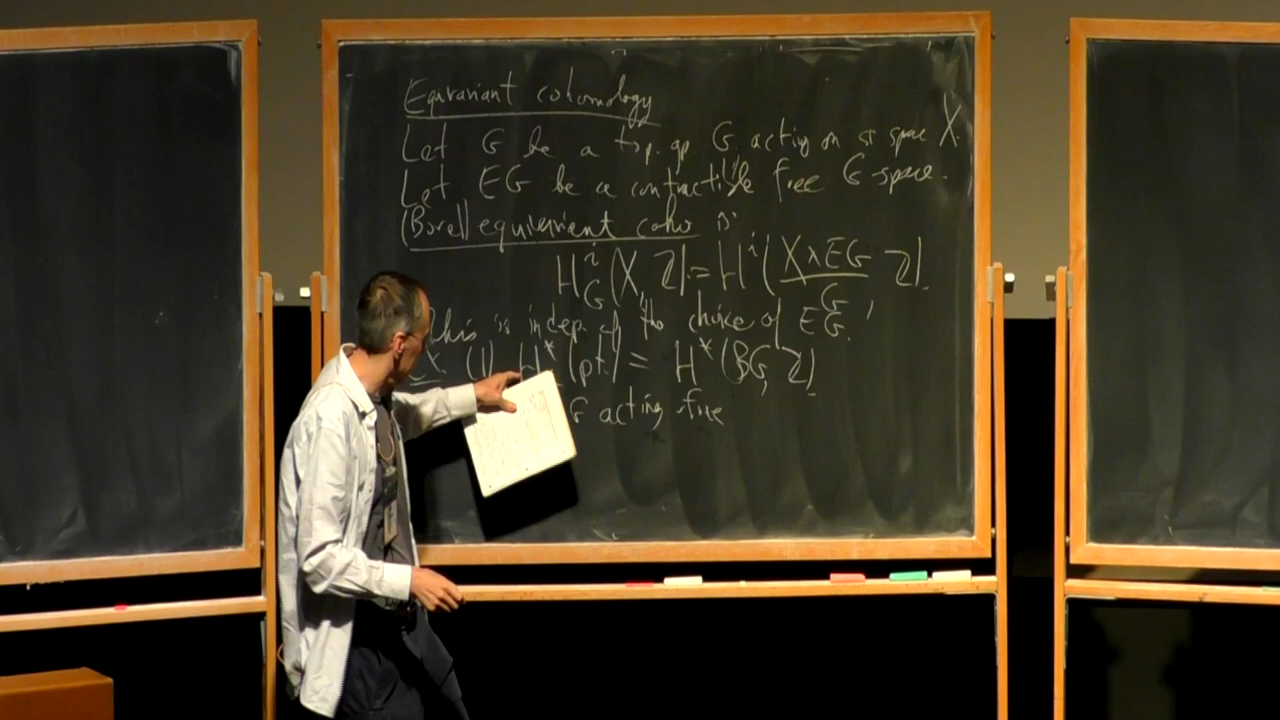 Equivariant cohomology
Let G be a top. gp. G acting on a space X.
Let EG be a contractible free G-space.
(Borel) equivariant coho is
H^i_G(X, Z) = H^i((X×EG)/G, Z).
This is indep. of the choice of EG.
Ex. (1) H* (pt.) = H*(BG, Z).
G acting free